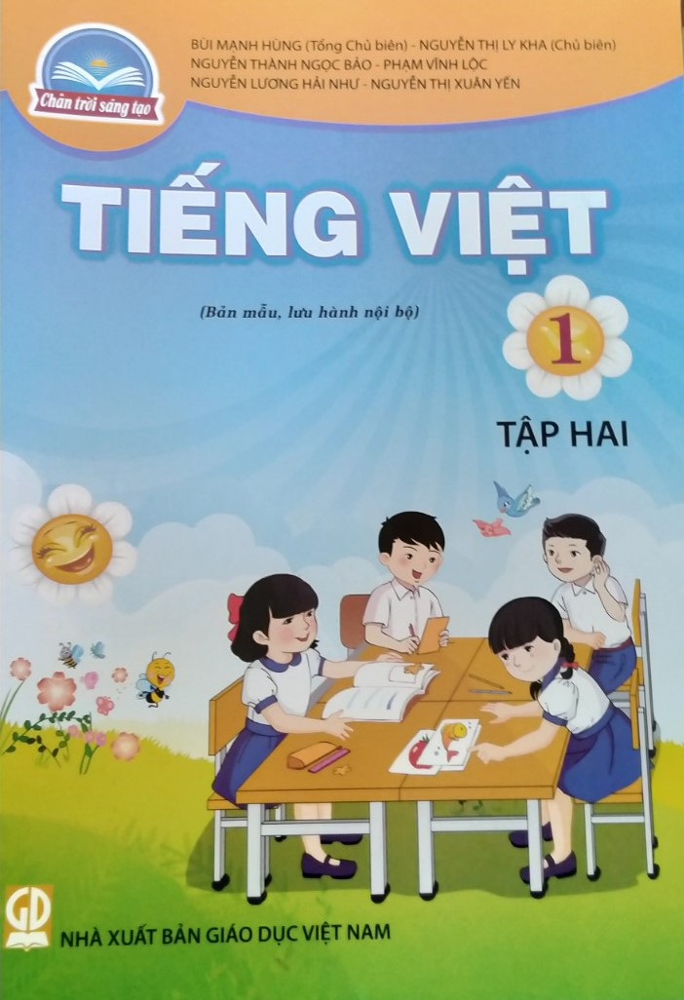 Chân trời sáng tạo
BÙI MẠNH HÙNG (Tổng Chủ biên) - NGUYỄN THỊ LY KHA (Chủ biên)
NGUYỄN THÀNH NGỌC BẢO - PHẠM VĨNH LỘC
NGUYỄN LƯƠNG HẢI NHƯ - NGUYỄN THỊ XUÂN YẾN
TIẾNG VIỆT
(Bản mẫu, lưu hành nội bộ)
1
TẬP HAI
GD
NHÀ XUẤT BẢN GIÁO DỤC VIỆT NAM